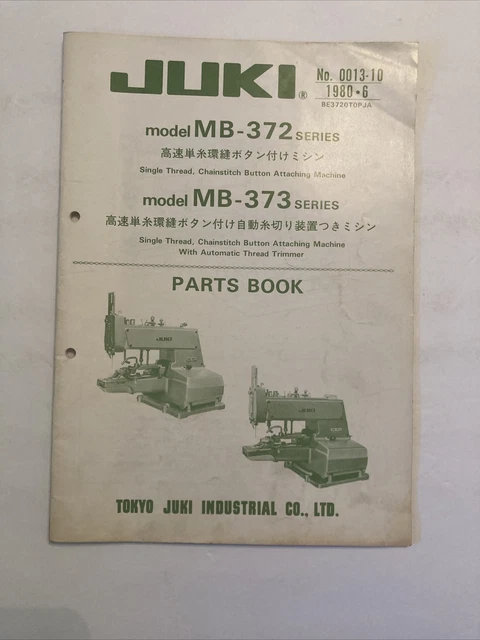 JUKI®
No. 0013-10
1980・6
BE3720TDPJA
model MB-372 SERIES
高速単糸環縫ボタン付けミシン
Single Thread, Chainstitch Button Attaching Machine
model MB-373 SERIES
高速単糸環縫ボタン付け自動糸切り装置つきミシン
Single Thread, Chainstitch Button Attaching Machine
With Automatic Thread Trimmer
PARTS BOOK
JUKI
JUKI
TOKYO JUKI INDUSTRIAL CO., LTD.